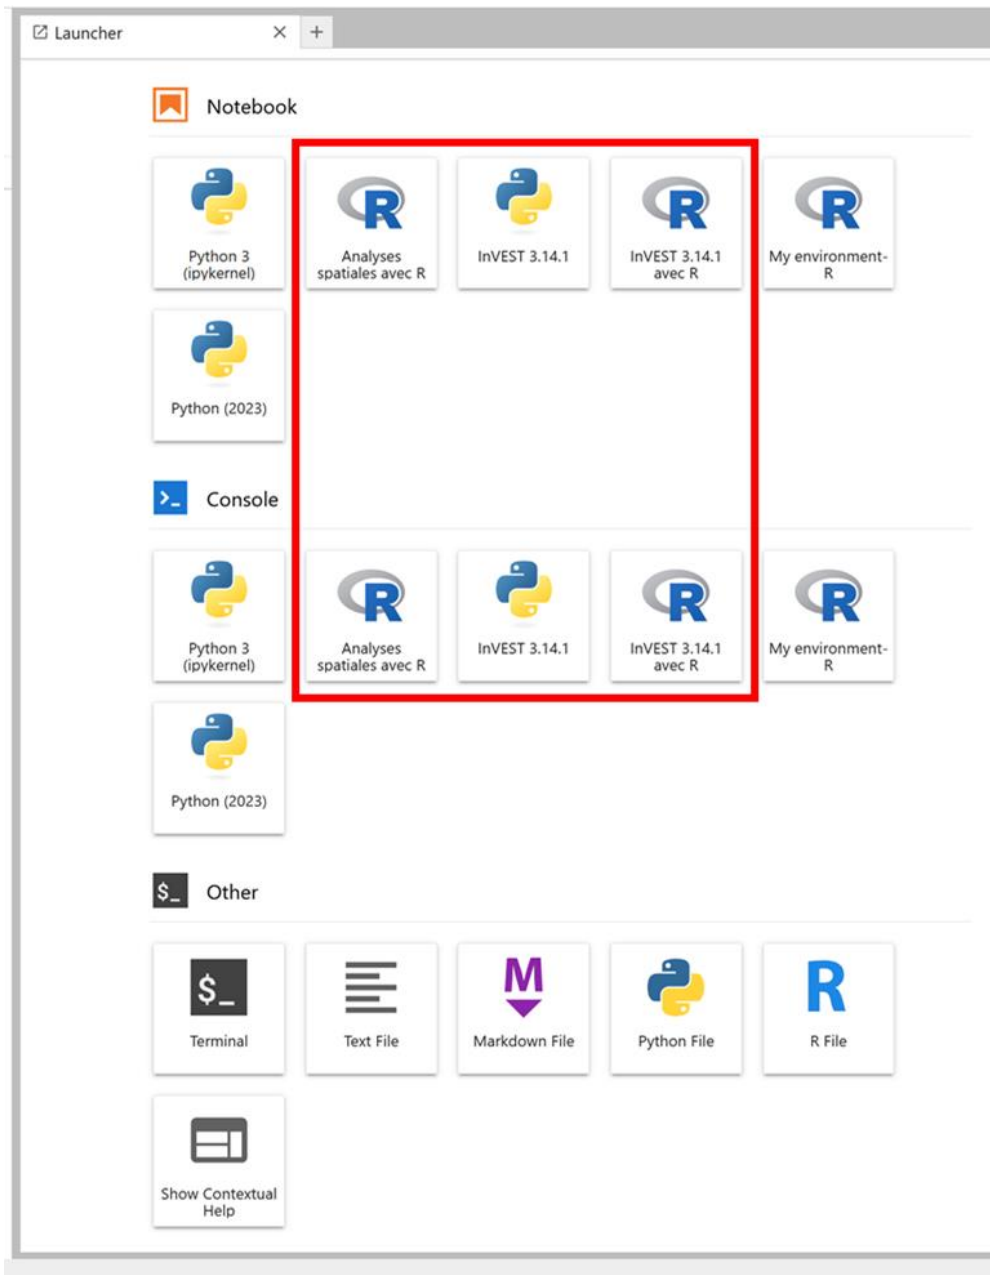 Launcher
Notebook
Python 3
(ipykernel)
Analyses
spatiales avec R
InVEST 3.14.1
InVEST 3.14.1
avec R
My environment-
R
Python (2023)
Console
Python 3
(ipykernel)
Analyses
spatiales avec R
InVEST 3.14.1
InVEST 3.14.1
avec R
My environment-
R
Python (2023)
$_ Other
$_
Terminal
Text File
M
Markdown File
Python File
R
R File
Show Contextual
Help